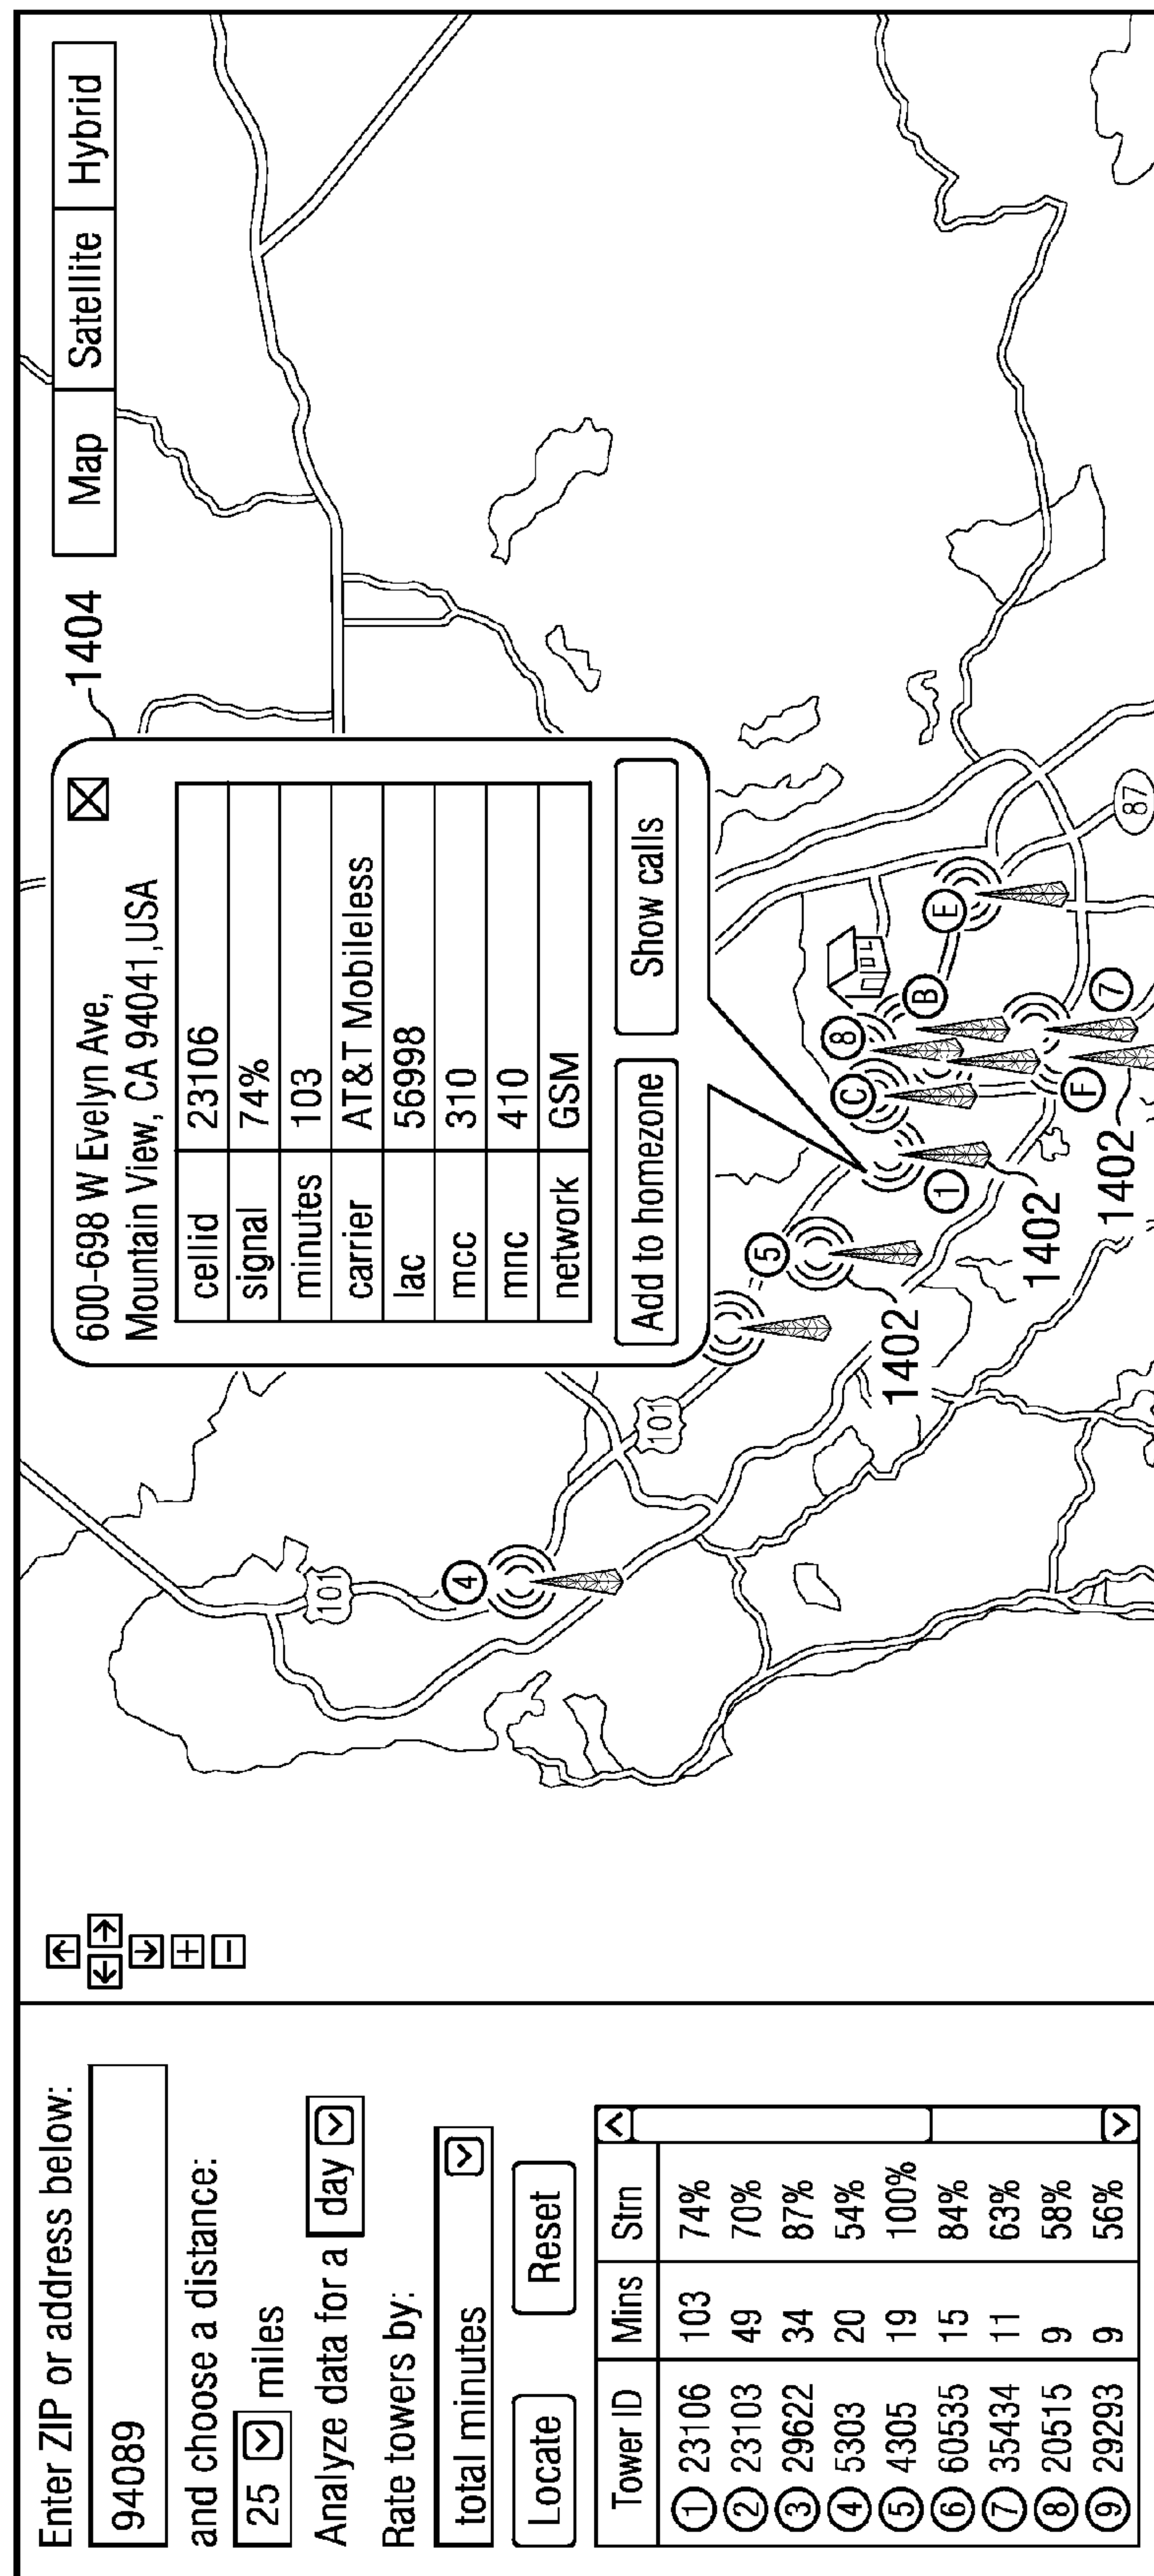 Enter ZIP or address below:
94089
and choose a distance:
25 miles
Analyze data for a day
Rate towers by:
total minutes
Locate Reset
Tower ID Mins Strn
1 23106 103 74%
2 23103 49 70%
3 29622 34 87%
4 5303 20 54%
5 4305 19 100%
6 60535 15 84%
7 35434 11 63%
8 20515 9 58%
9 29293 9 56%
Map Satellite Hybrid
1404
600-698 W Evelyn Ave,
Mountain View, CA 94041,USA
cellid 23106
signal 74%
minutes 103
carrier AT&T Mobileless
lac 56998
mcc 310
mnc 410
network GSM
Add to homezone Show calls
101
4
101
5
1402
1
1402
C
8
B
E
F
7
1402
87